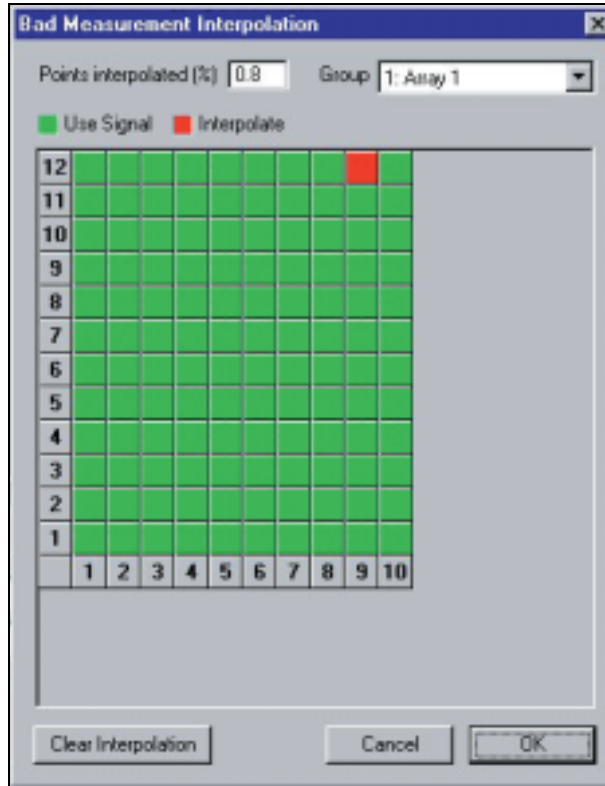 Bad Measurement Interpolation
Points interpolated (%) 0.8 Group 1: Array 1
Use Signal Interpolate
12
11
10
9
8
7
6
5
4
3
2
1
1 2 3 4 5 6 7 8 9 10
Clear Interpolation Cancel OK